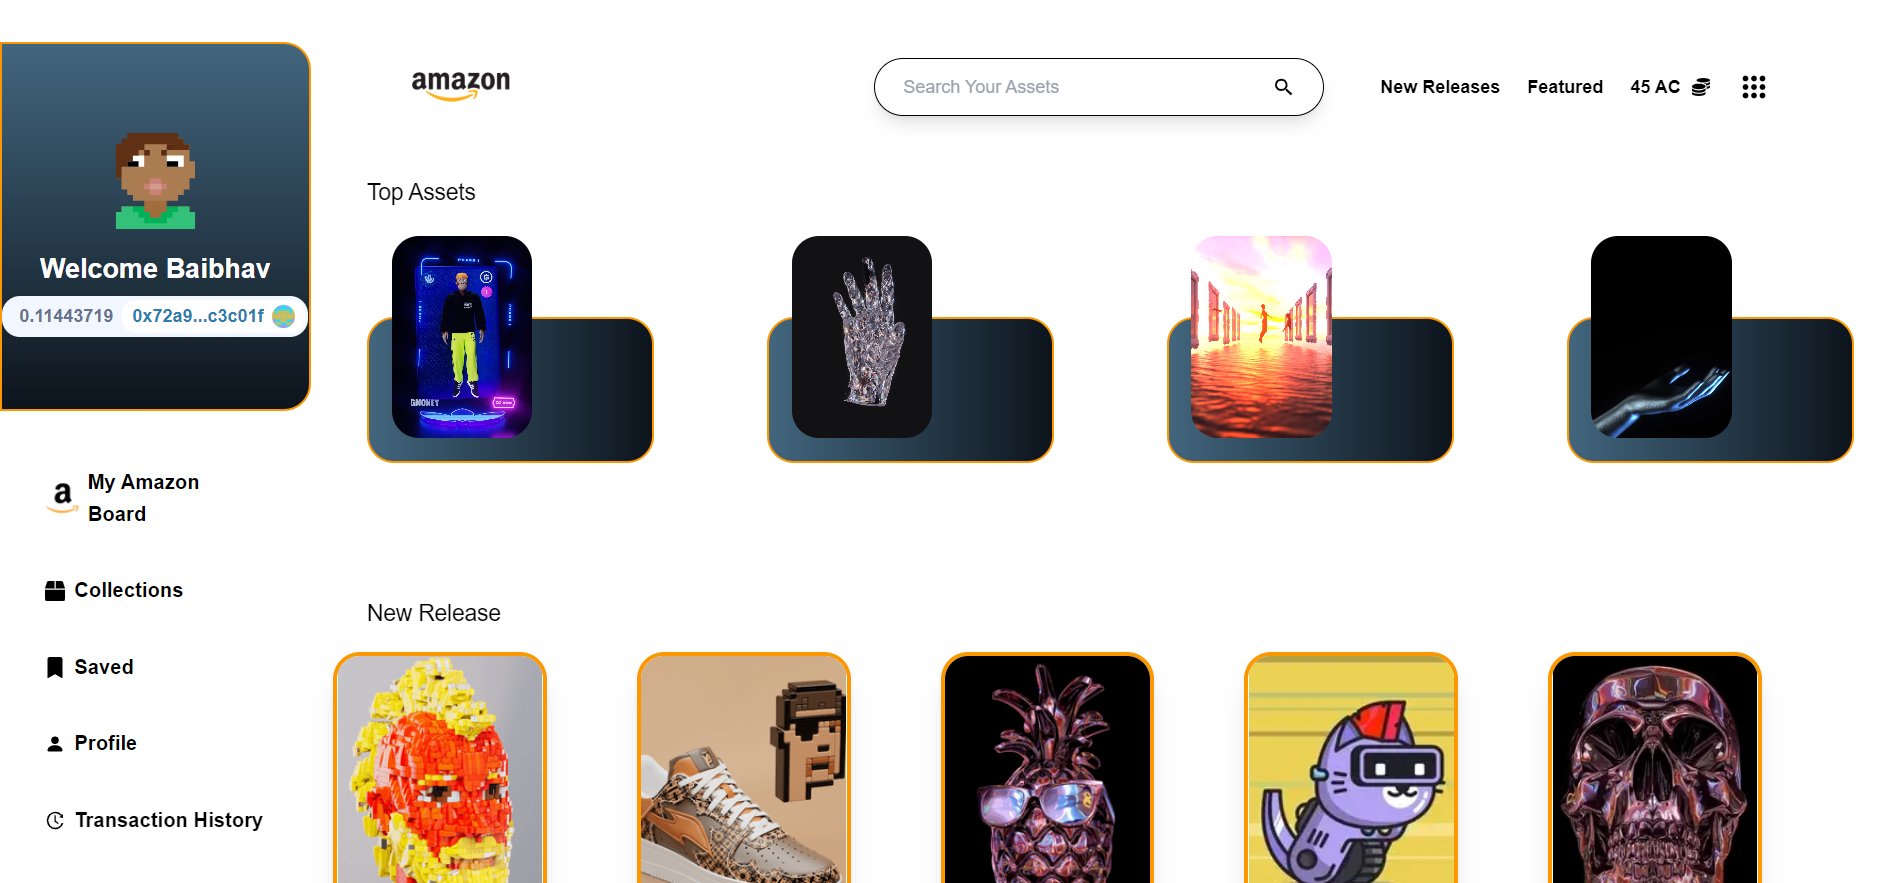 amazon
Search Your Assets
New Releases
Featured
45 AC
Welcome Baibhav
0.11443719
0x72a9...c3c01f
a
My Amazon
Board
Collections
Saved
Profile
Transaction History
Top Assets
GMONEY
New Release